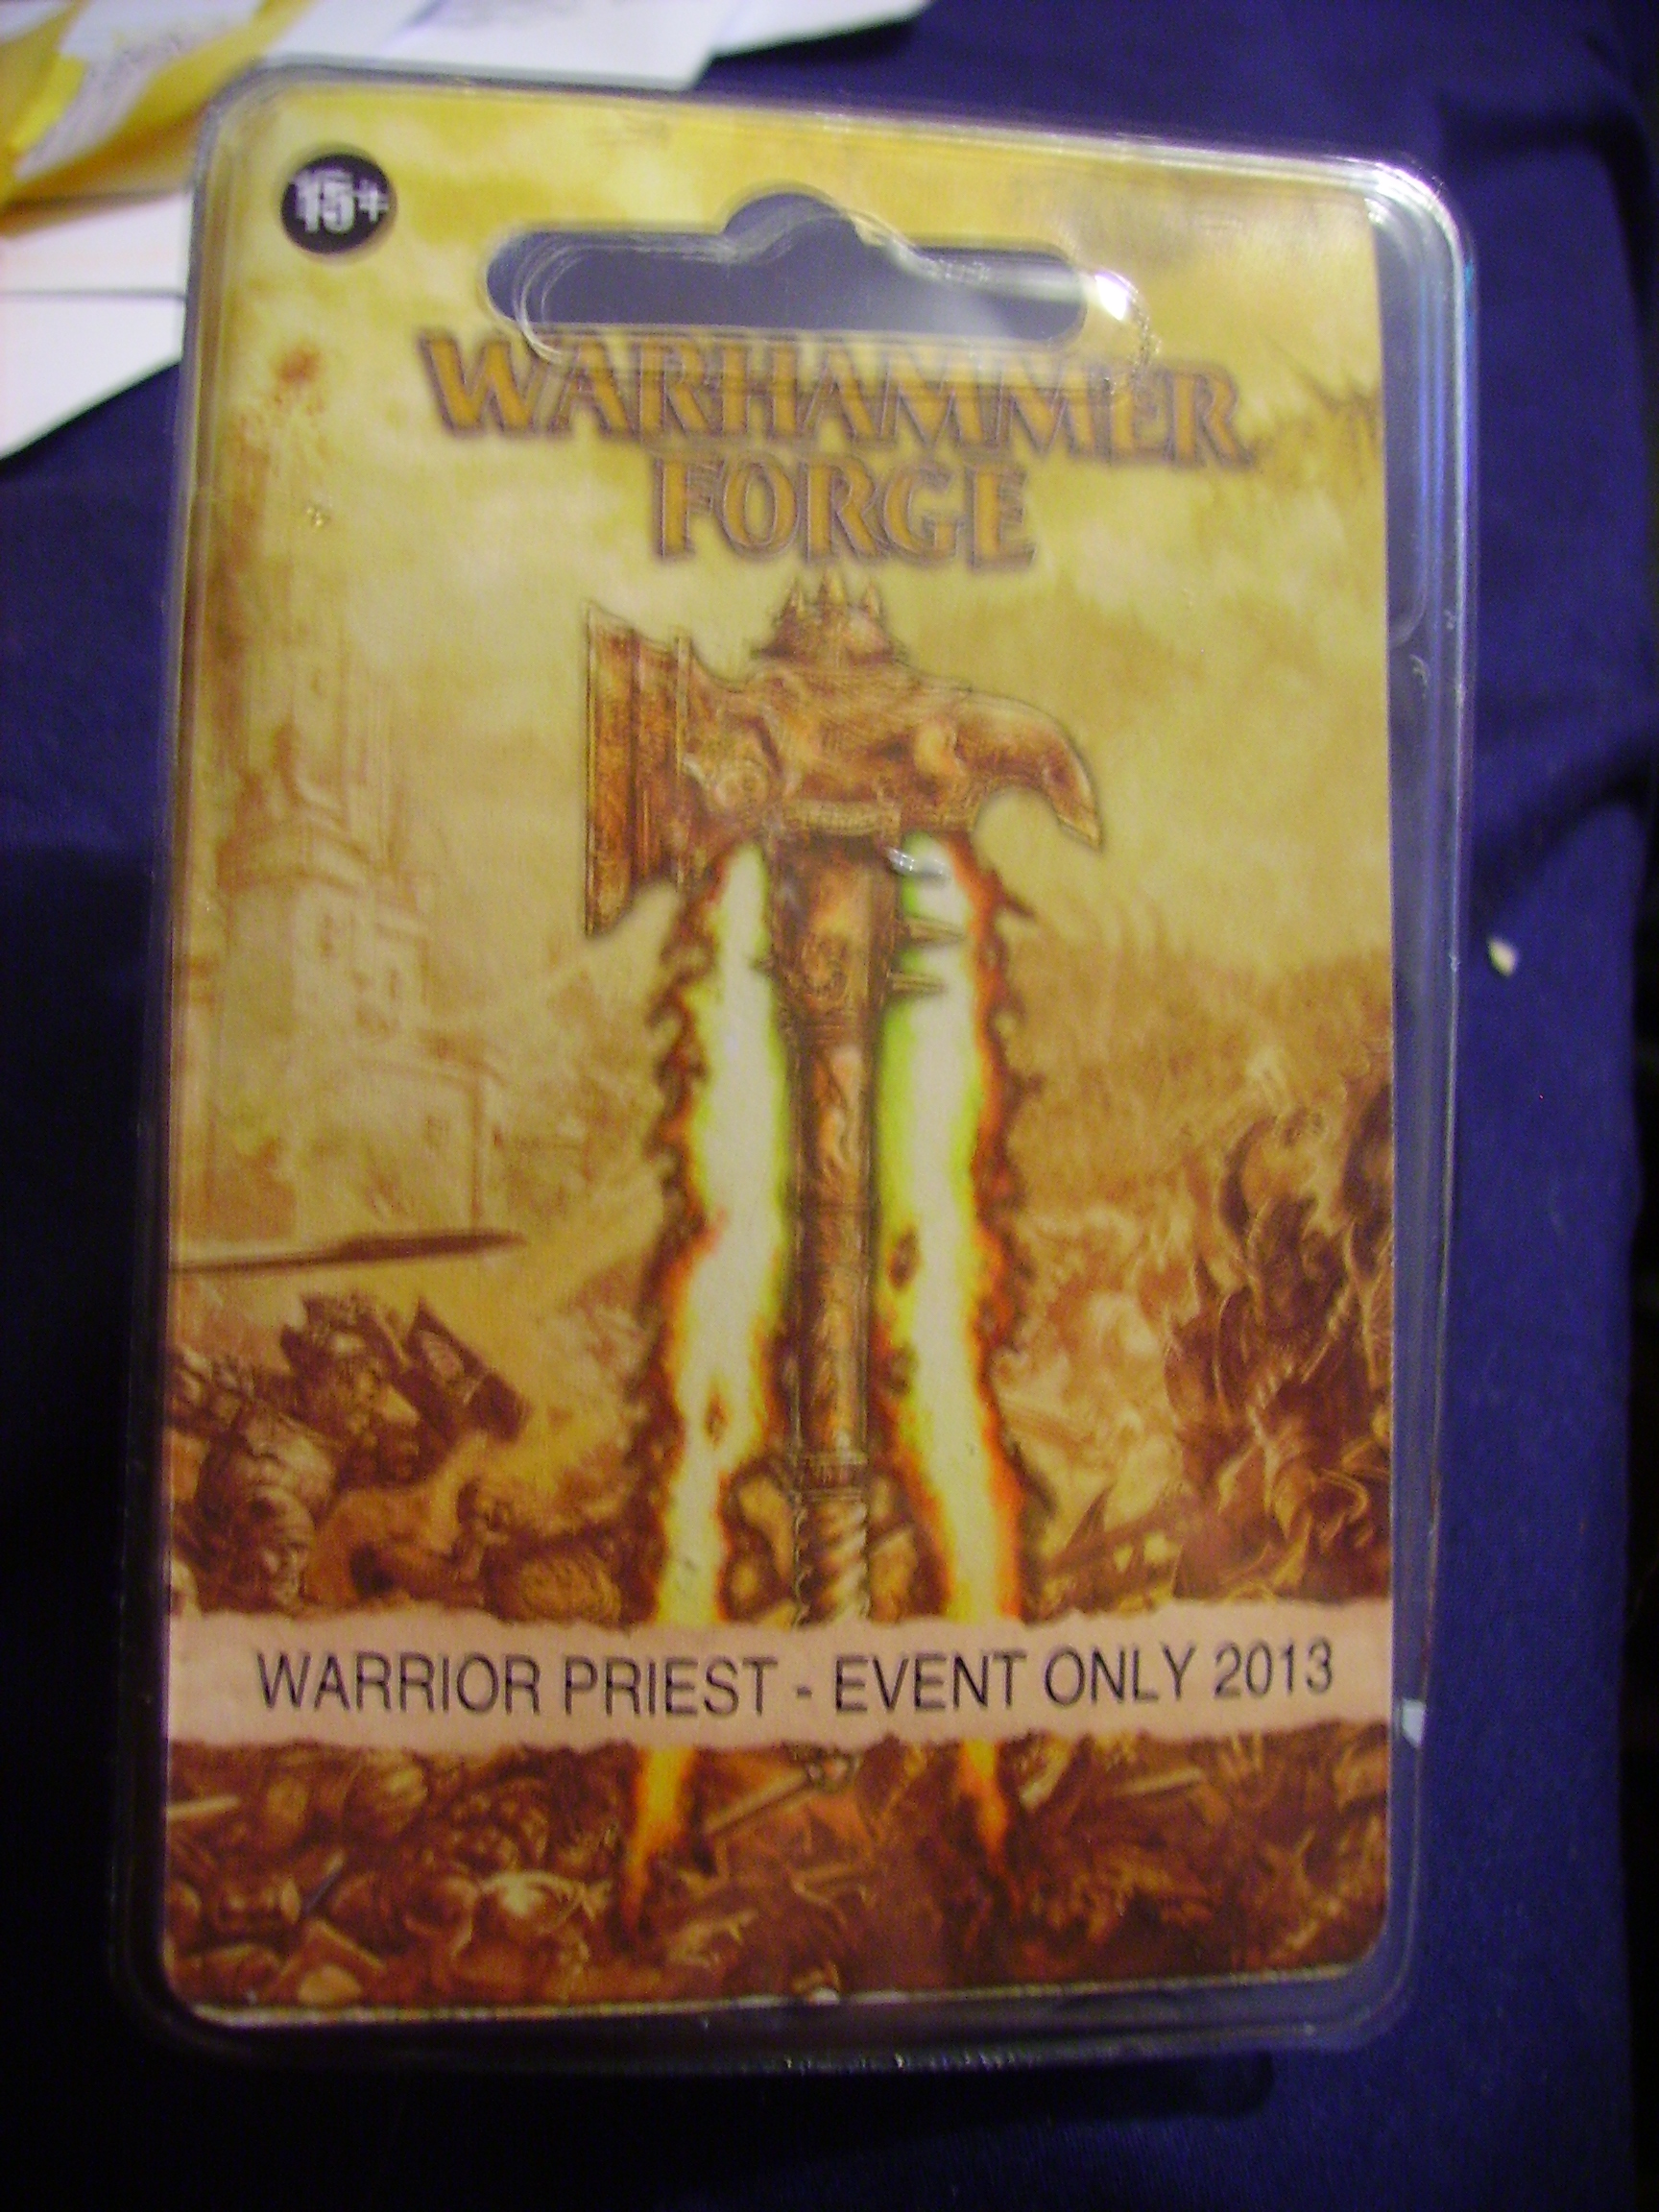 15+
WARHAMMER
FORGE
WARRIOR PRIEST - EVENT ONLY 2013